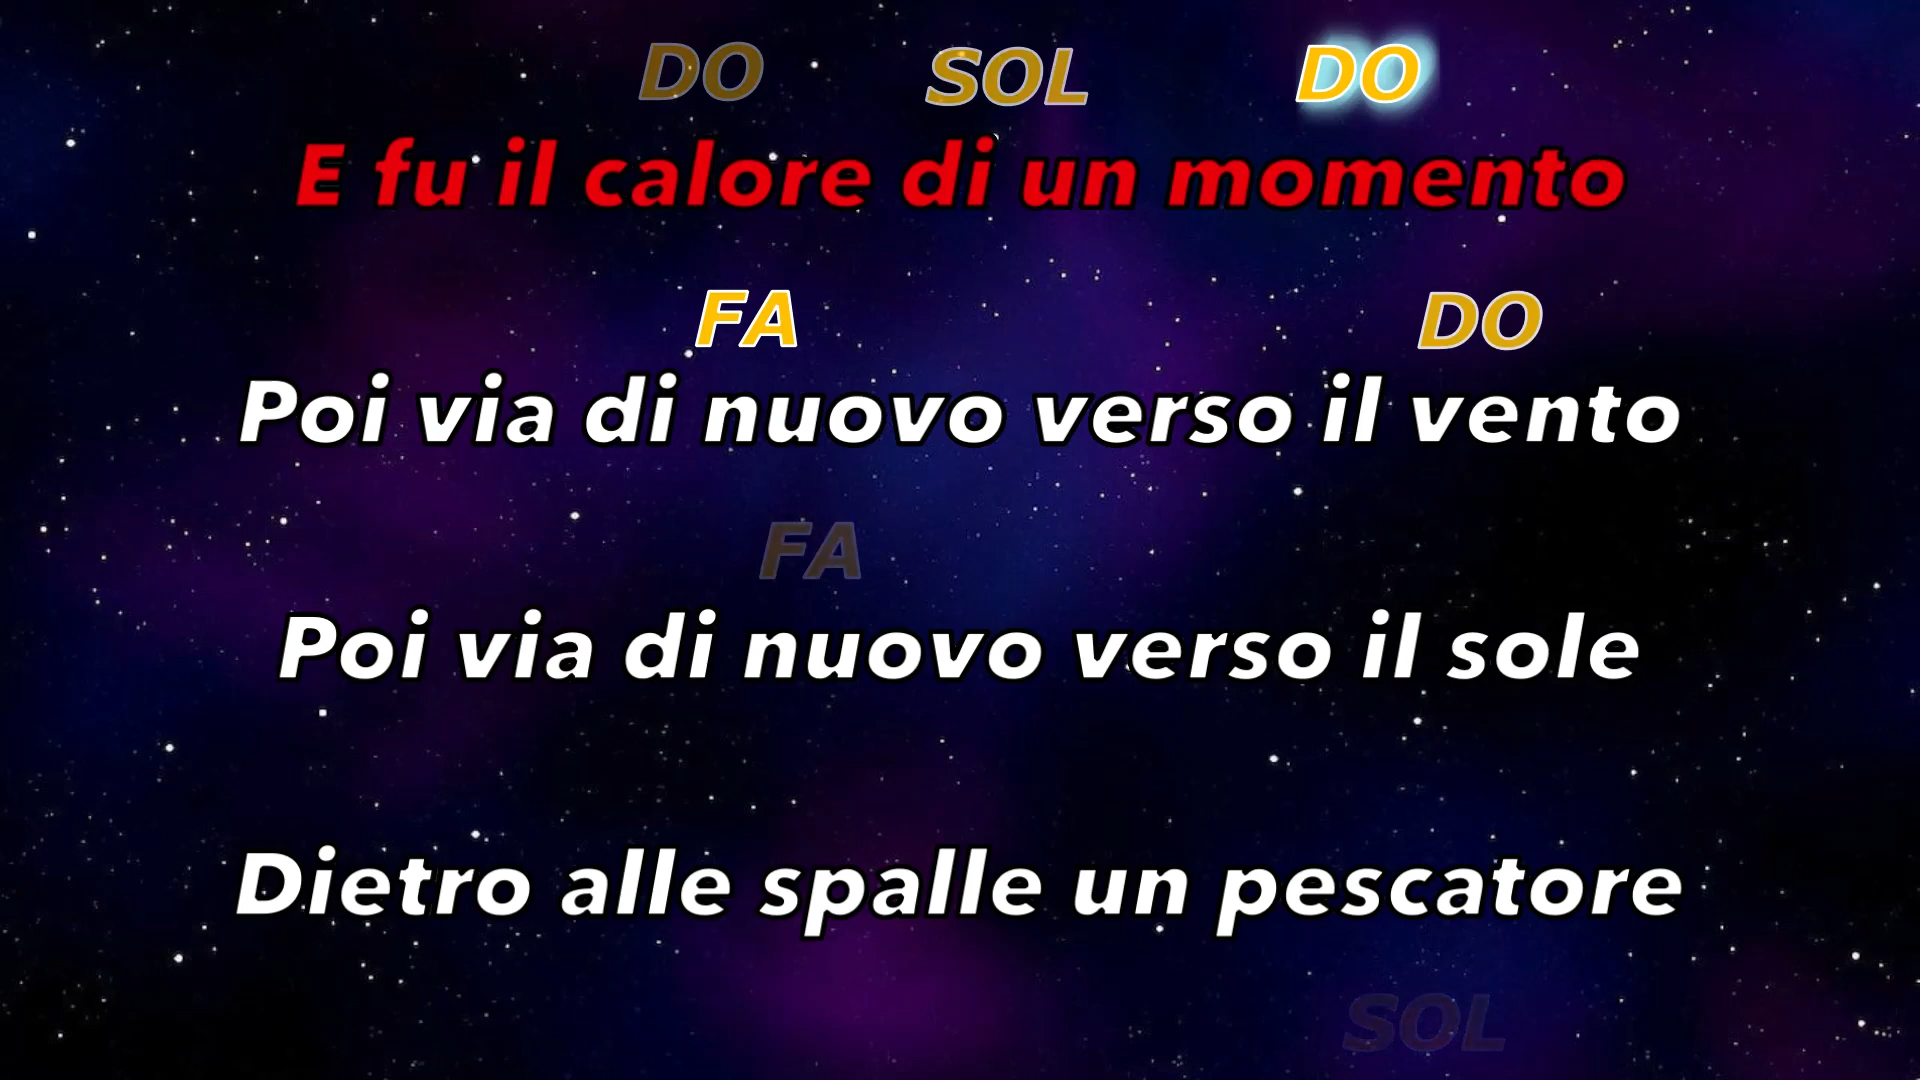 DO SOL DO
E fu il calore di un momento
FA DO
Poi via di nuovo verso il vento
FA
Poi via di nuovo verso il sole
Dietro alle spalle un pescatore
SOL